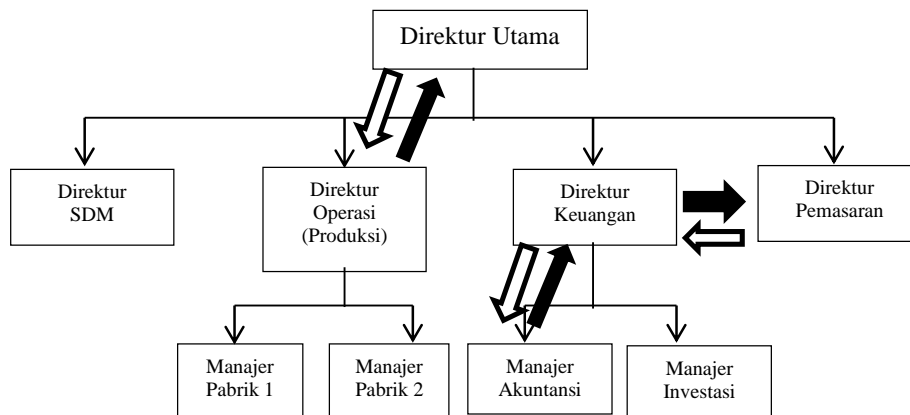 Direktur Utama
Direktur
SDM
Direktur
Operasi
(Produksi)
Direktur
Keuangan
Direktur
Pemasaran
Manajer
Pabrik 1
Manajer
Pabrik 2
Manajer
Akuntansi
Manajer
Investasi